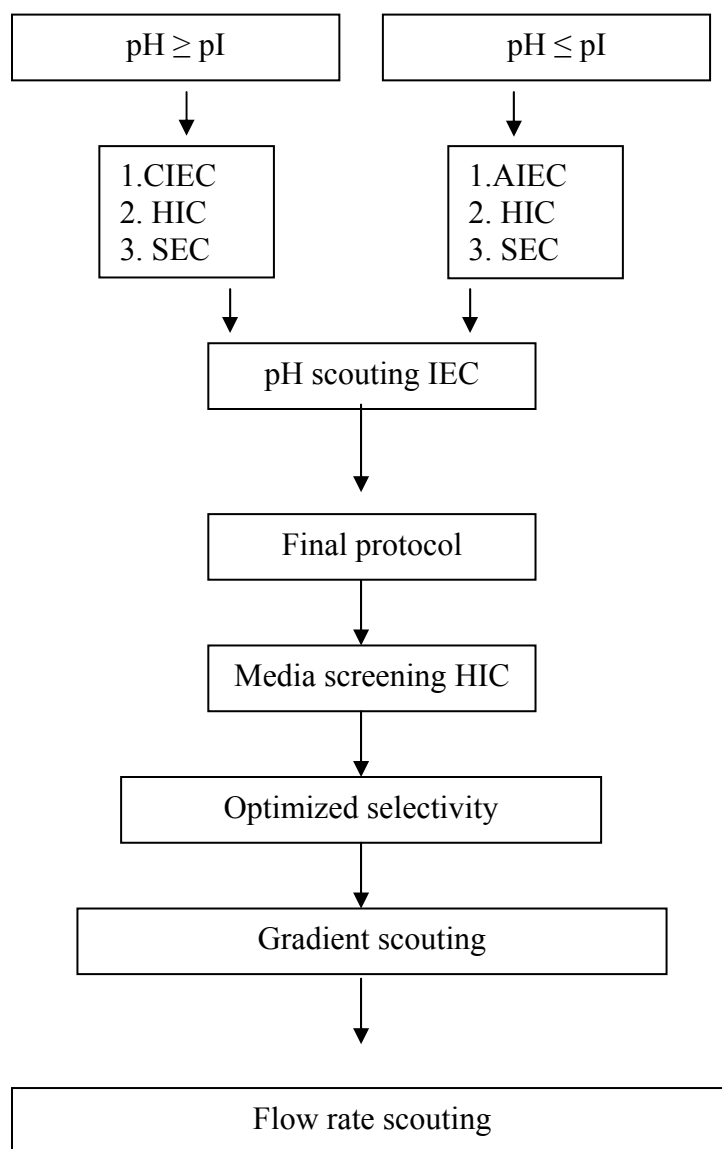 pH ≥ pI
pH ≤ pI
1.CIEC
2. HIC
3. SEC
1.AIEC
2. HIC
3. SEC
pH scouting IEC
Final protocol
Media screening HIC
Optimized selectivity
Gradient scouting
Flow rate scouting